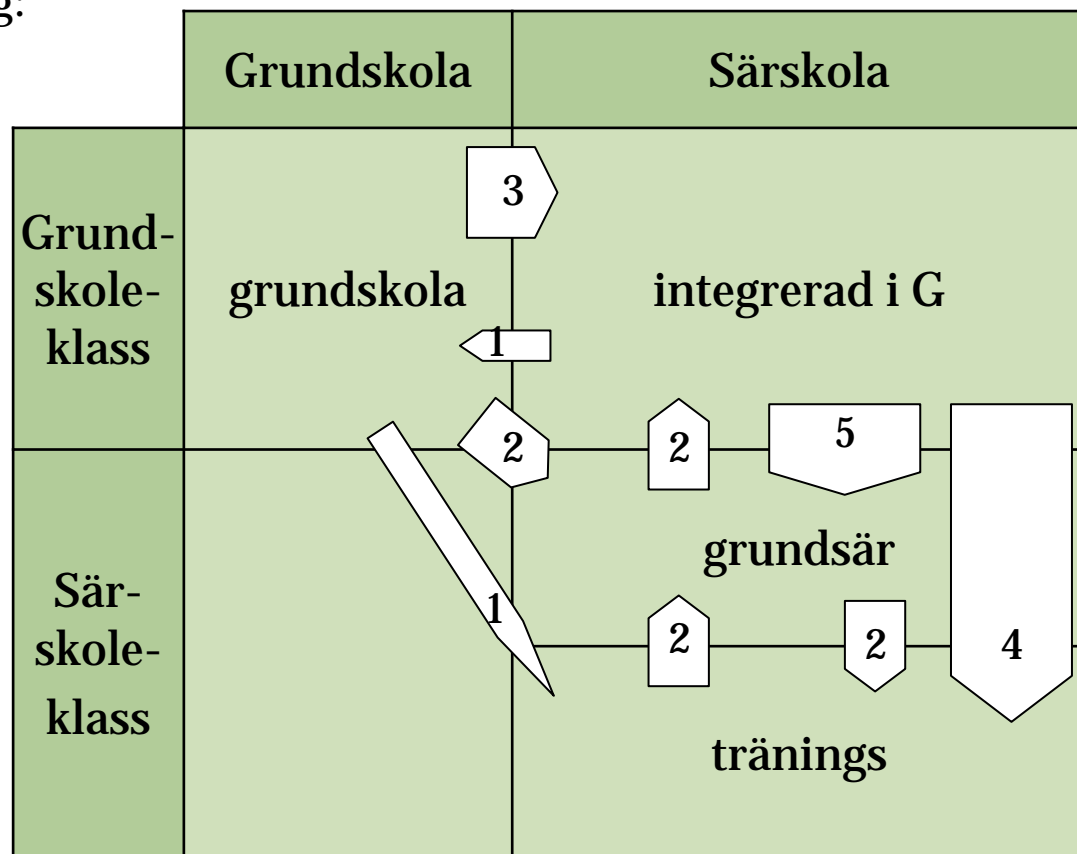 g:
Grundskola Särskola
3
Grund-
skole-
klass
grundskola integrerad i G
1
2 2 5
grundsär
Sär-
skole-
klass
1 2 2 4
tränings